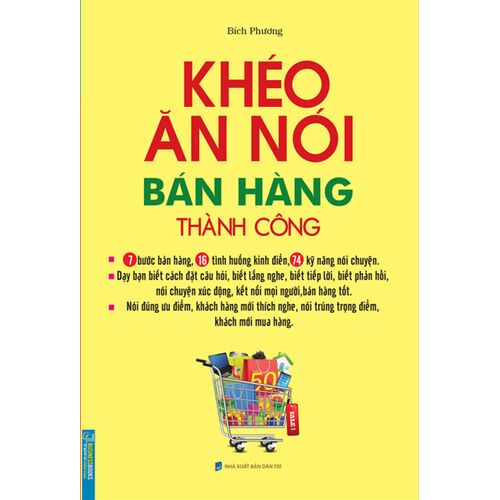 Bích Phương
KHÉO
ĂN NÓI
BÁN HÀNG
THÀNH CÔNG
7 bước bán hàng, 16 tình huống kinh điển, 74 kỹ năng nói chuyện.
Dạy bạn biết cách đặt câu hỏi, biết lắng nghe, biết tiếp lời, biết phản hồi,
nói chuyện xúc động, kết nối mọi người,bán hàng tốt.
Nói đúng ưu điểm, khách hàng mới thích nghe, nói trúng trọng điểm,
khách mới mua hàng.
50
SALE!
BUSINESSBOOKS
NHÀ XUẤT BẢN DÂN TRÍ